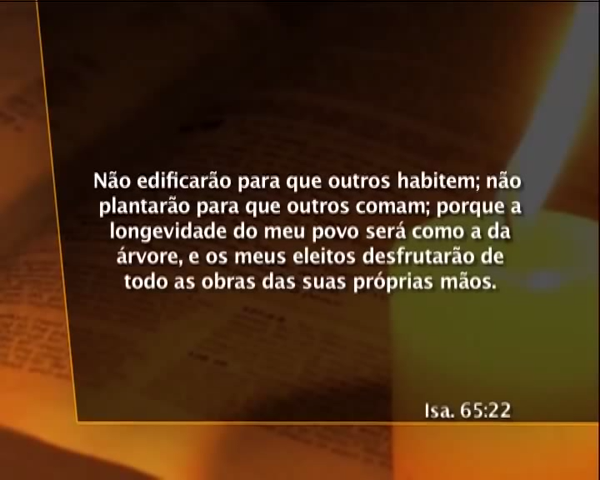 Não edificarão para que outros habitem; não
plantarão para que outros comam; porque a
longevidade do meu povo será como a da
árvore, e os meus eleitos desfrutarão de
todo as obras das suas próprias mãos.
Isa. 65:22